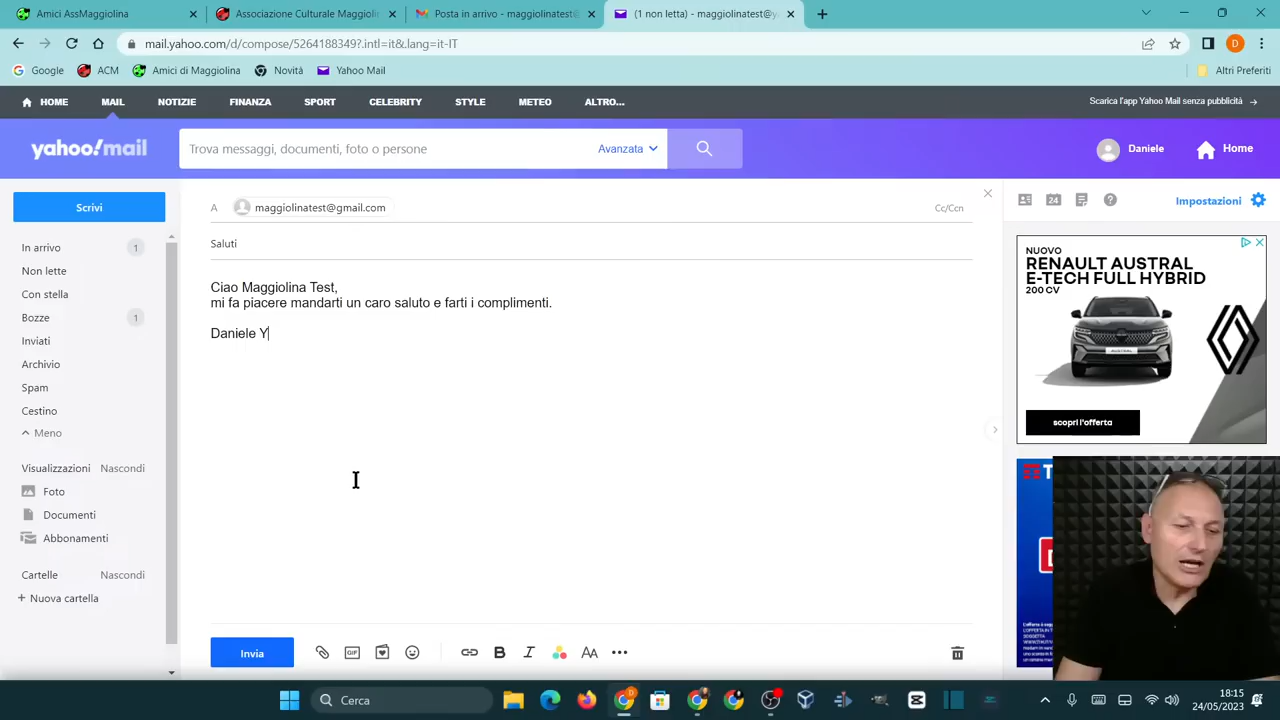 Amici AssMaggiolin
Associazione Culturale Maggiolin
Posta in arrivo - maggiolinatest@
(1 non letta) - maggiolinatest@y
mail.yahoo.com/d/compose/5264188349?.intl=it&.lang=it-IT
Google
ACM
Amici di Maggiolina
Novità
Yahoo Mail
Altri Preferiti
HOME MAIL NOTIZIE FINANZA SPORT CELEBRITY STYLE METEO ALTRO...
Scarica l'app Yahoo Mail senza pubblicità
yahoo!mail
Trova messaggi, documenti, foto o persone
Avanzata
Daniele
Home
Scrivi
In arrivo 1
Non lette
Con stella
Bozze 1
Inviati
Archivio
Spam
Cestino
Meno
Visualizzazioni Nascondi
Foto
Documenti
Abbonamenti
Cartelle Nascondi
+ Nuova cartella
A maggiolinatest@gmail.com
Cc/Ccn
Saluti
Ciao Maggiolina Test,
mi fa piacere mandarti un caro saluto e farti i complimenti.
Daniele Y
Invia
24
Impostazioni
NUOVO
RENAULT AUSTRAL
E-TECH FULL HYBRID
200 CV
AUSTRAL
scopri l'offerta
Cerca
18:15
24/05/2023